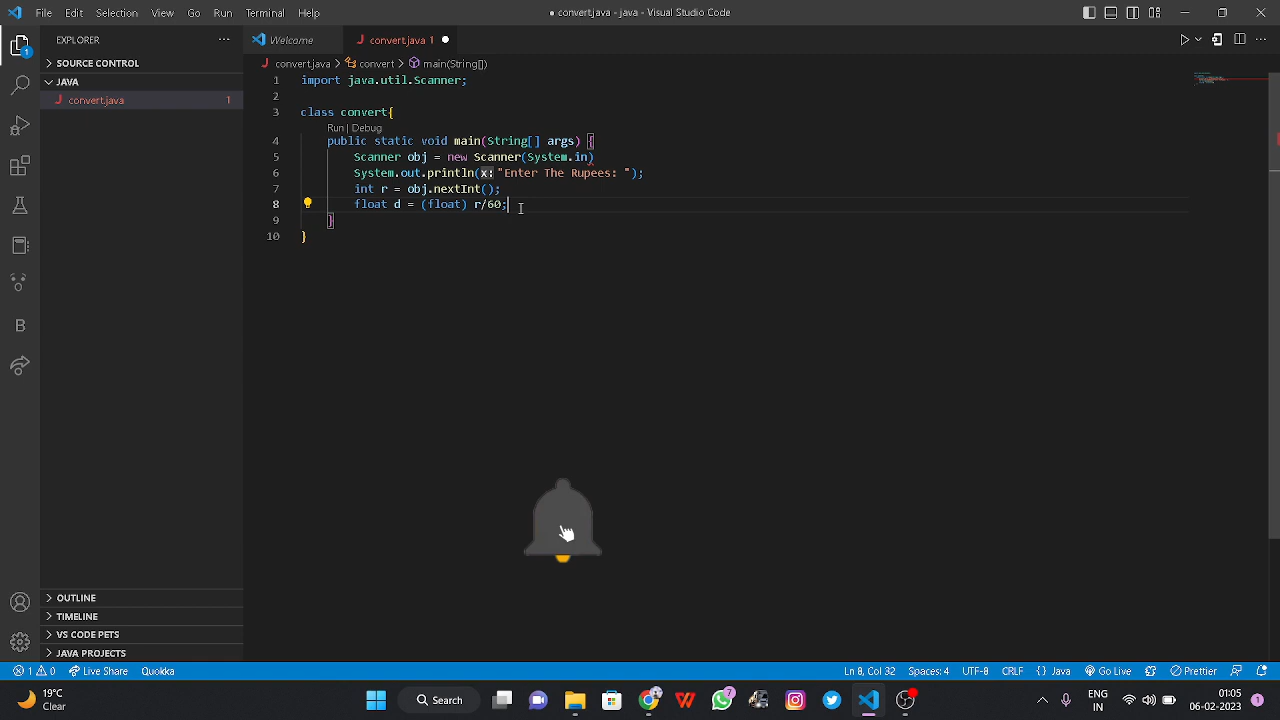 File Edit Selection View Go Run Terminal Help
● convert.java - java - Visual Studio Code
EXPLORER ...
SOURCE CONTROL
JAVA
convert.java 1
OUTLINE
TIMELINE
VS CODE PETS
JAVA PROJECTS
Welcome convert.java 1 ●
convert.java > convert > main(String[])
1 import java.util.Scanner;
2
3 class convert{
Run | Debug
4 public static void main(String[] args) {
5 Scanner obj = new Scanner(System.in)
6 System.out.println(x:"Enter The Rupees: ");
7 int r = obj.nextInt();
8 float d = (float) r/60;
9 }
10 }
1 0 Live Share Quokka Ln 8, Col 32 Spaces: 4 UTF-8 CRLF {} Java Go Live Prettier
19°C
Clear
Search
7
ENG
IN
01:05
06-02-2023
1